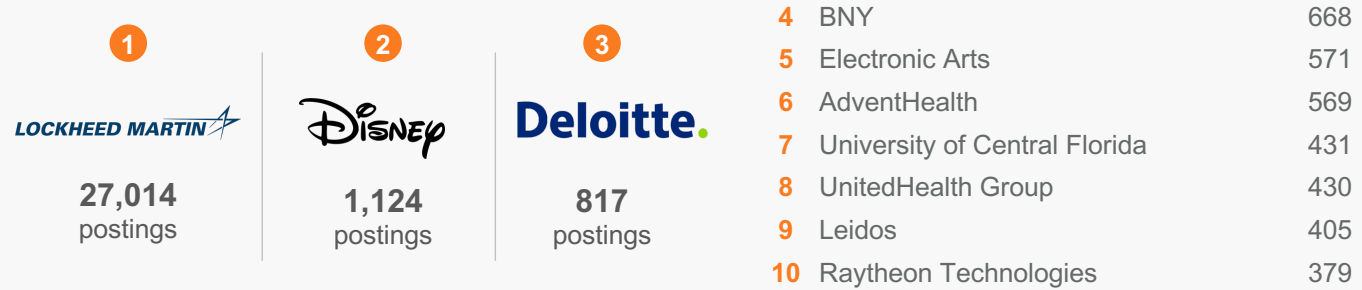 1
LOCKHEED MARTIN
27,014
postings
2
Disney
1,124
postings
3
Deloitte.
817
postings
4 BNY 668
5 Electronic Arts 571
6 AdventHealth 569
7 University of Central Florida 431
8 UnitedHealth Group 430
9 Leidos 405
10 Raytheon Technologies 379